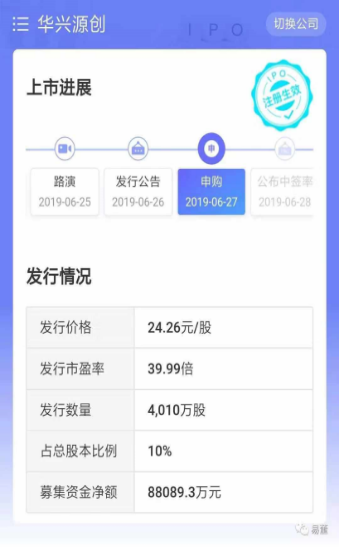 华兴源创
I P O
切换公司
上市进展
IPO
注册生效
申
路演
2019-06-25
发行公告
2019-06-26
申购
2019-06-27
公布中签率
2019-06-28
发行情况
发行价格 24.26元/股
发行市盈率 39.99倍
发行数量 4,010万股
占总股本比例 10%
募集资金净额 88089.3万元